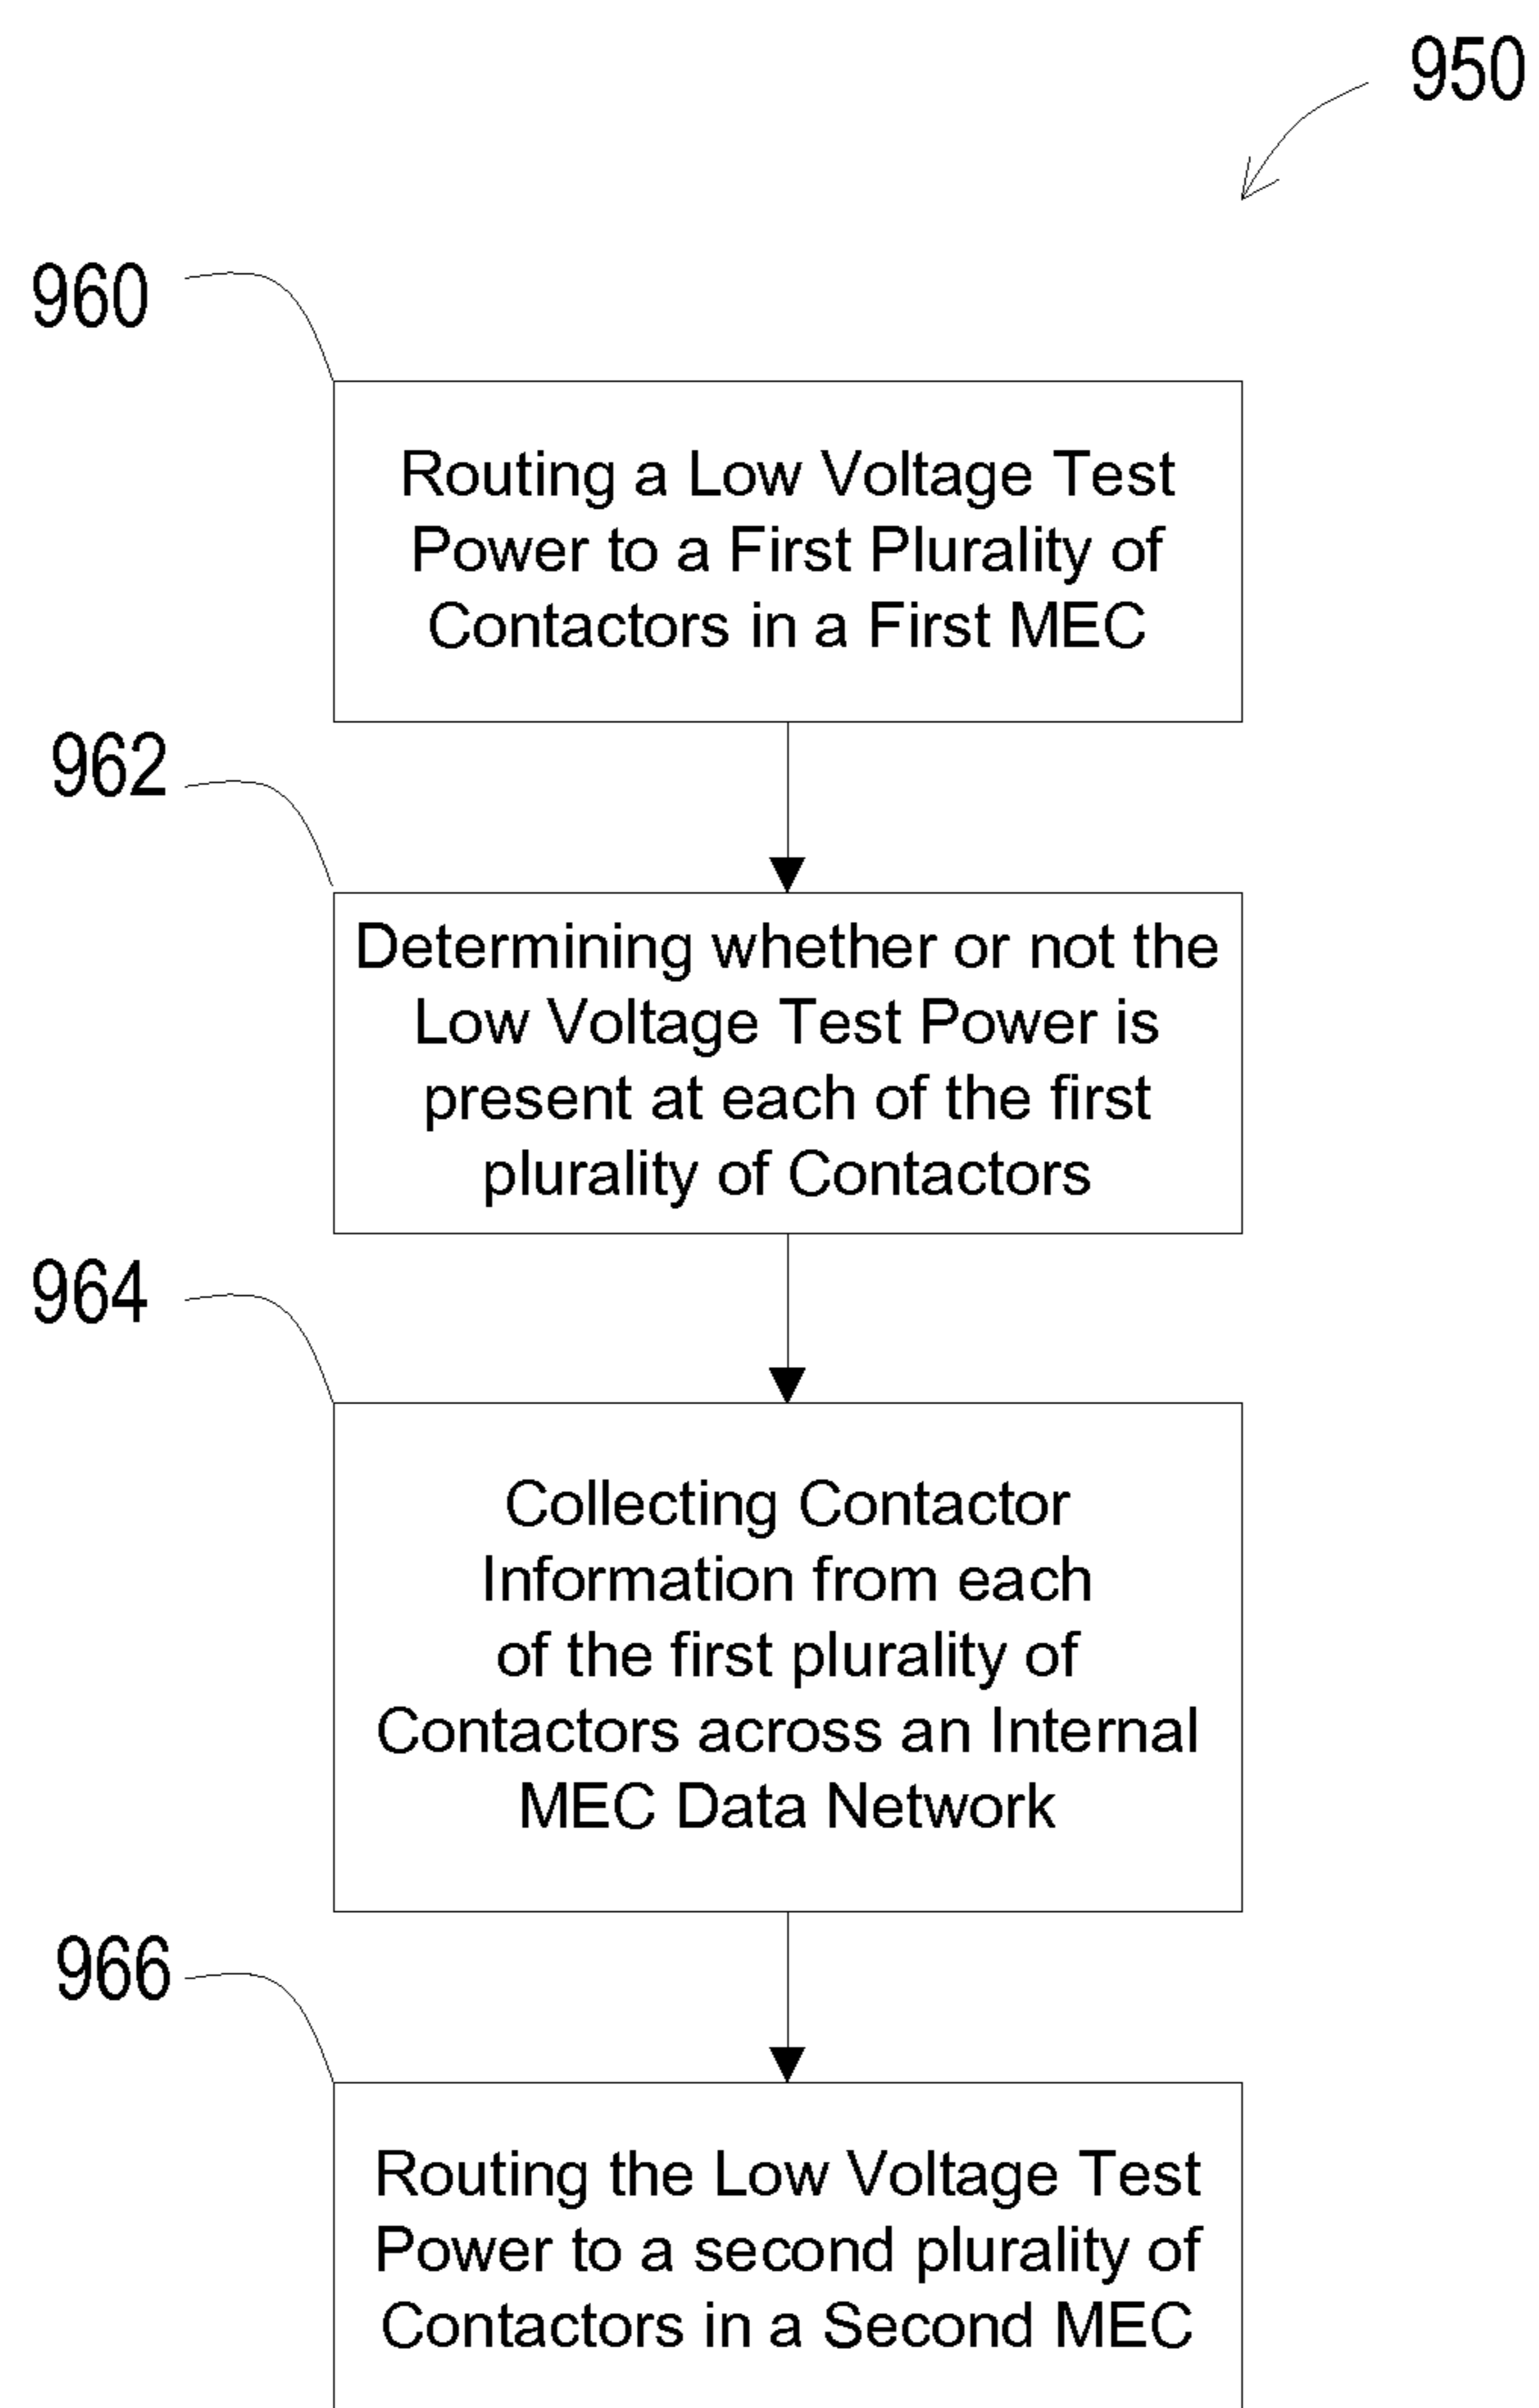 950
960
Routing a Low Voltage Test
Power to a First Plurality of
Contactors in a First MEC
962
Determining whether or not the
Low Voltage Test Power is
present at each of the first
plurality of Contactors
964
Collecting Contactor
Information from each
of the first plurality of
Contactors across an Internal
MEC Data Network
966
Routing the Low Voltage Test
Power to a second plurality of
Contactors in a Second MEC